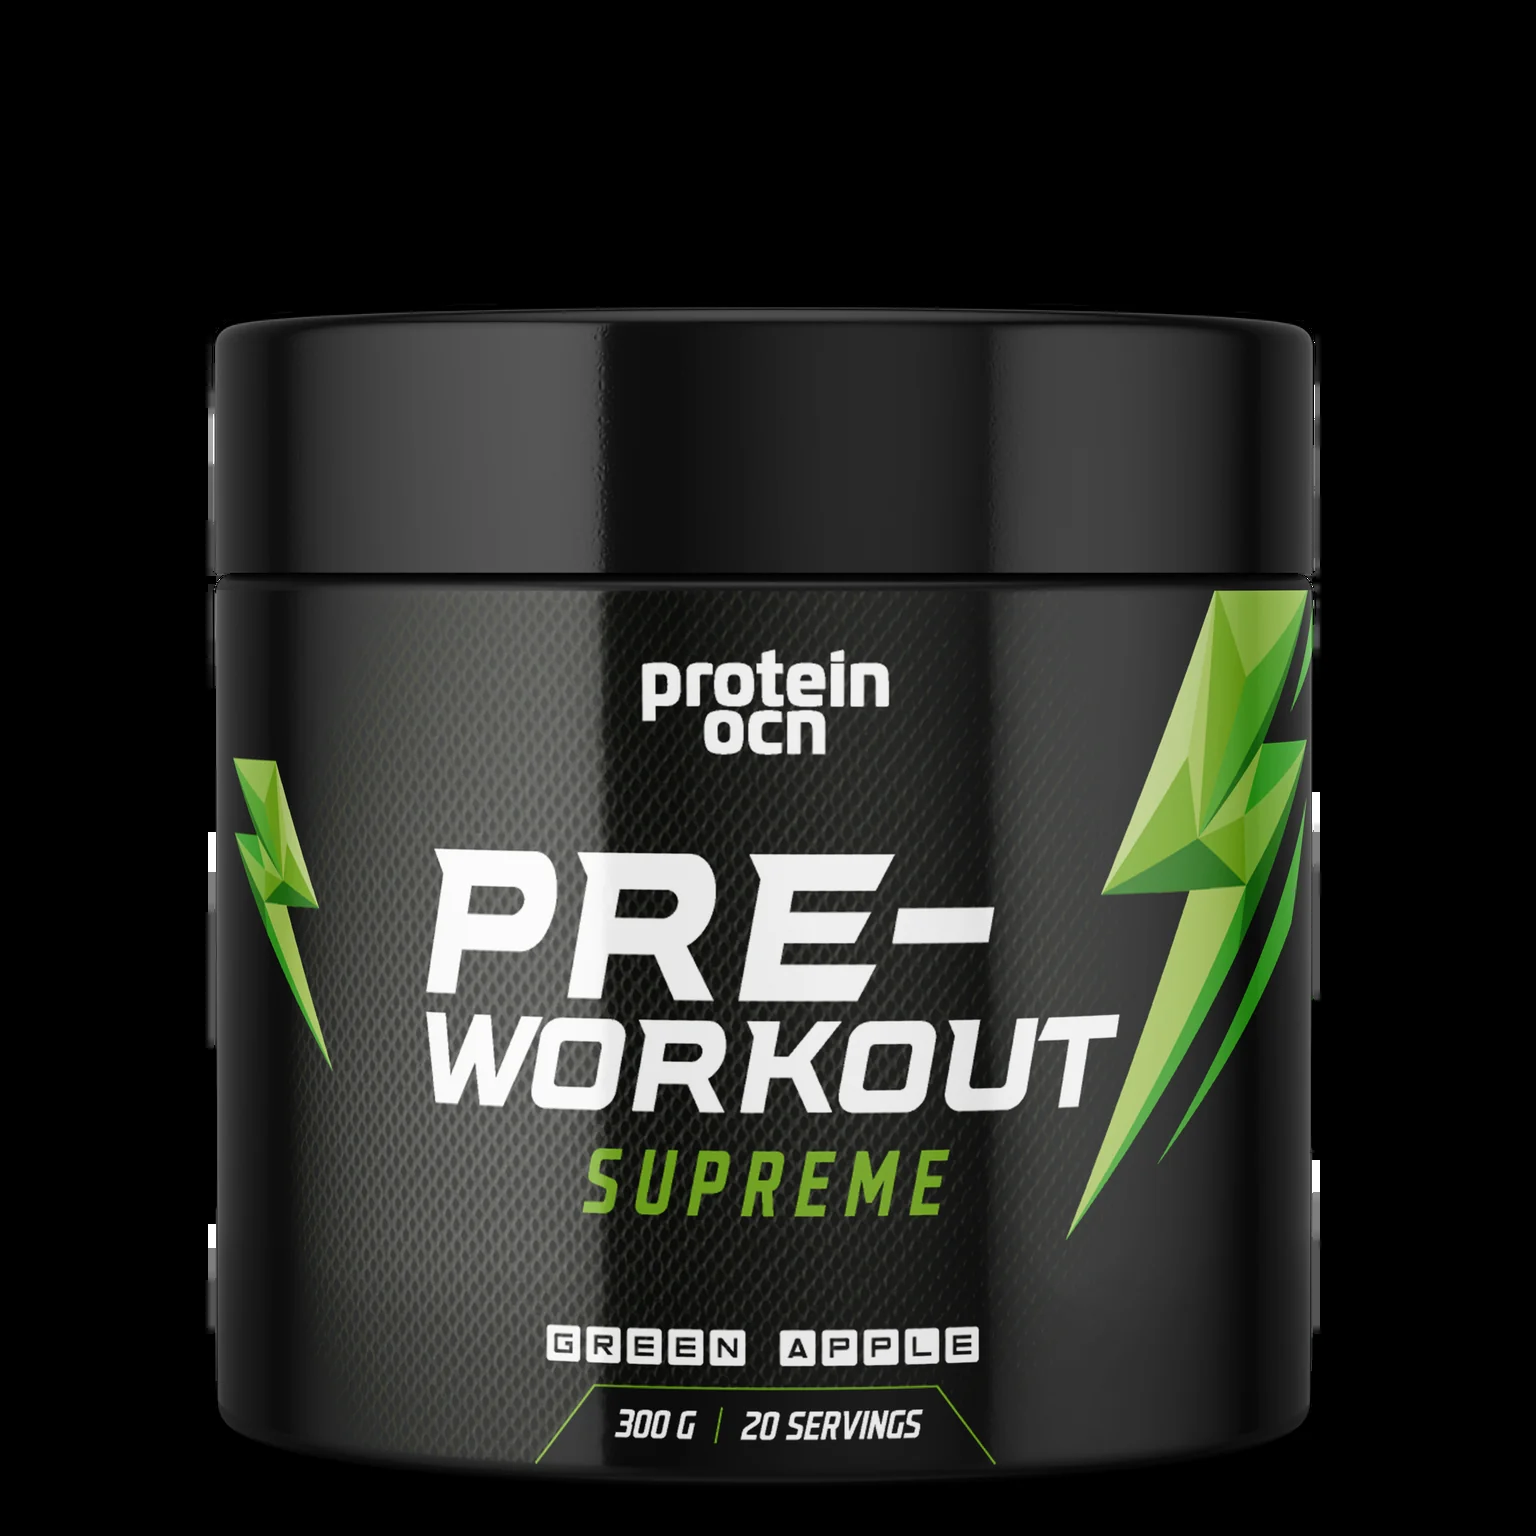 protein
ocn
PRE-
WORKOUT
SUPREME
GREEN APPLE
300 G | 20 SERVINGS